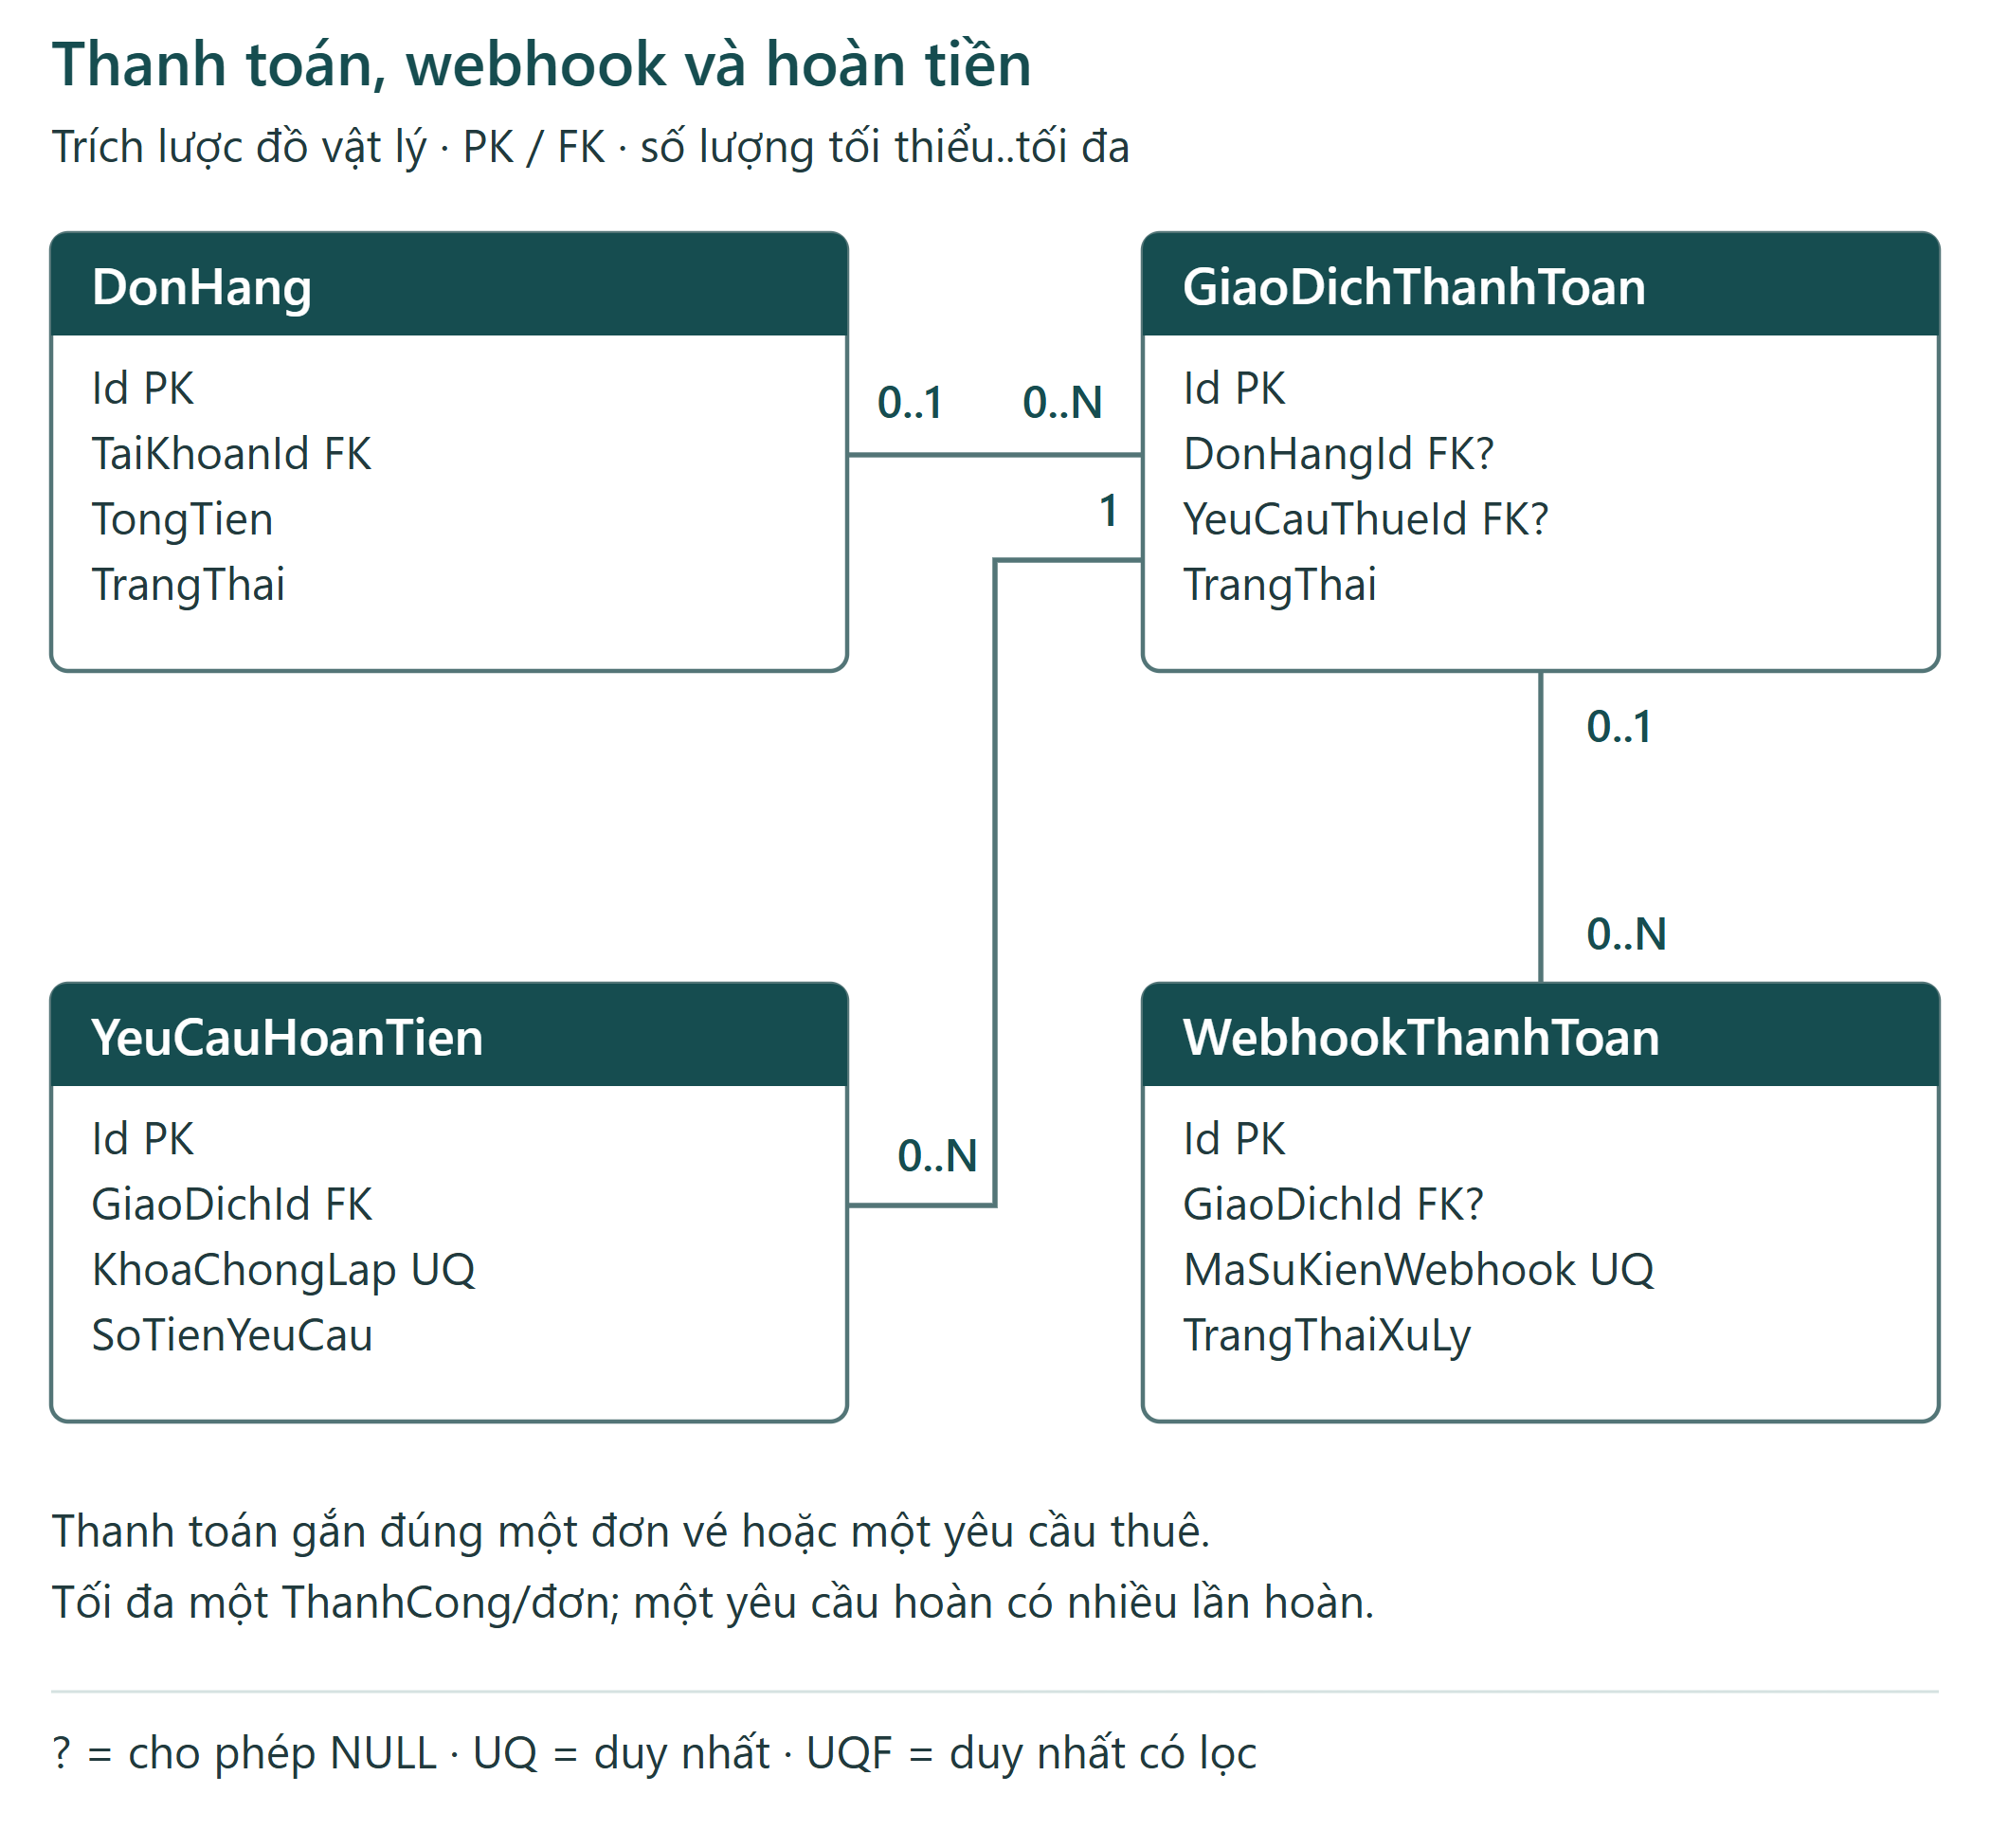 Thanh toán, webhook và hoàn tiền
Trích lược đồ vật lý · PK / FK · số lượng tối thiểu..tối đa
DonHang
Id PK
TaiKhoanId FK
TongTien
TrangThai
0..1
0..N
1
GiaoDichThanhToan
Id PK
DonHangId FK?
YeuCauThueId FK?
TrangThai
0..1
0..N
YeuCauHoanTien
Id PK
GiaoDichId FK
KhoaChongLap UQ
SoTienYeuCau
0..N
WebhookThanhToan
Id PK
GiaoDichId FK?
MaSuKienWebhook UQ
TrangThaiXuLy
Thanh toán gắn đúng một đơn vé hoặc một yêu cầu thuê.
Tối đa một ThanhCong/đơn; một yêu cầu hoàn có nhiều lần hoàn.
? = cho phép NULL · UQ = duy nhất · UQF = duy nhất có lọc